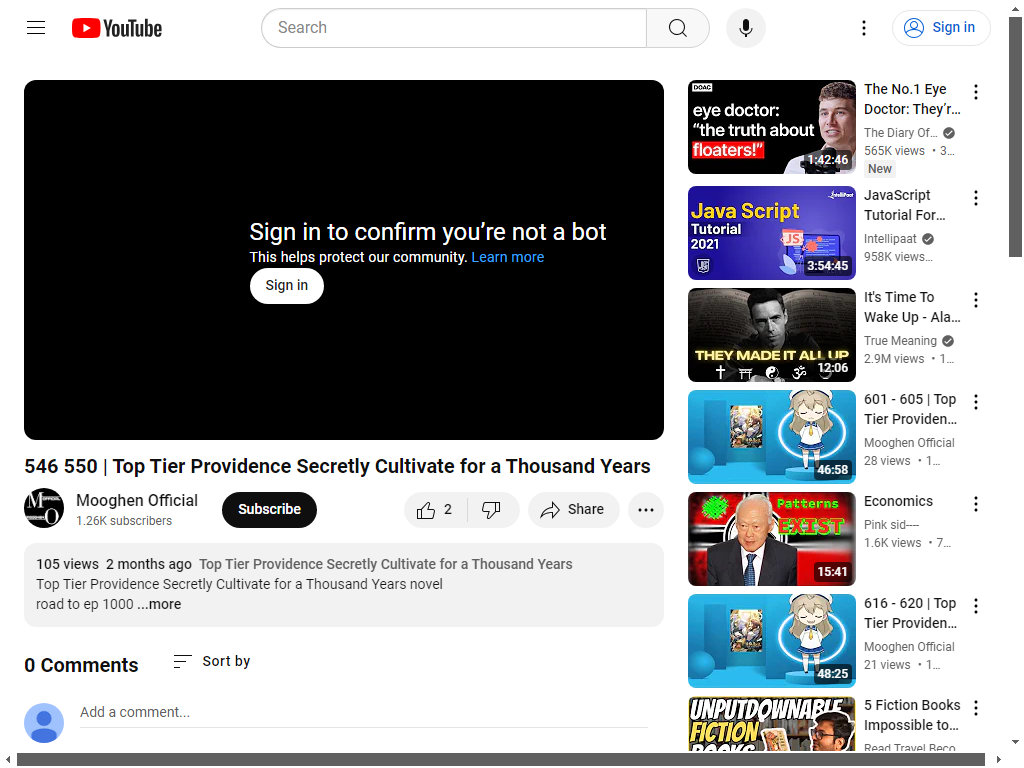 YouTube
Search
Sign in
Sign in to confirm you’re not a bot
This helps protect our community. Learn more
Sign in
546 550 | Top Tier Providence Secretly Cultivate for a Thousand Years
Mooghen Official
1.26K subscribers
Subscribe
2
Share
105 views 2 months ago Top Tier Providence Secretly Cultivate for a Thousand Years
Top Tier Providence Secretly Cultivate for a Thousand Years novel
road to ep 1000 ...more
0 Comments
Sort by
Add a comment...
DOAC
eye doctor:
“the truth about
floaters!”
1:42:46
The No.1 Eye
Doctor: They’r...
The Diary Of...
565K views • 3...
New
Intellipaat
Java Script
Tutorial
2021
JS
3:54:45
JavaScript
Tutorial For...
Intellipaat
958K views...
THEY MADE IT ALL UP
12:06
It's Time To
Wake Up - Ala...
True Meaning
2.9M views • 1...
46:58
601 - 605 | Top
Tier Providen...
Mooghen Official
28 views • 1...
Patterns
EXIST
15:41
Economics
Pink sid----
1.6K views • 7...
48:25
616 - 620 | Top
Tier Providen...
Mooghen Official
21 views • 1...
UNPUTDOWNABLE
FICTION
BOOKS
5 Fiction Books
Impossible to...
Read Travel Beco